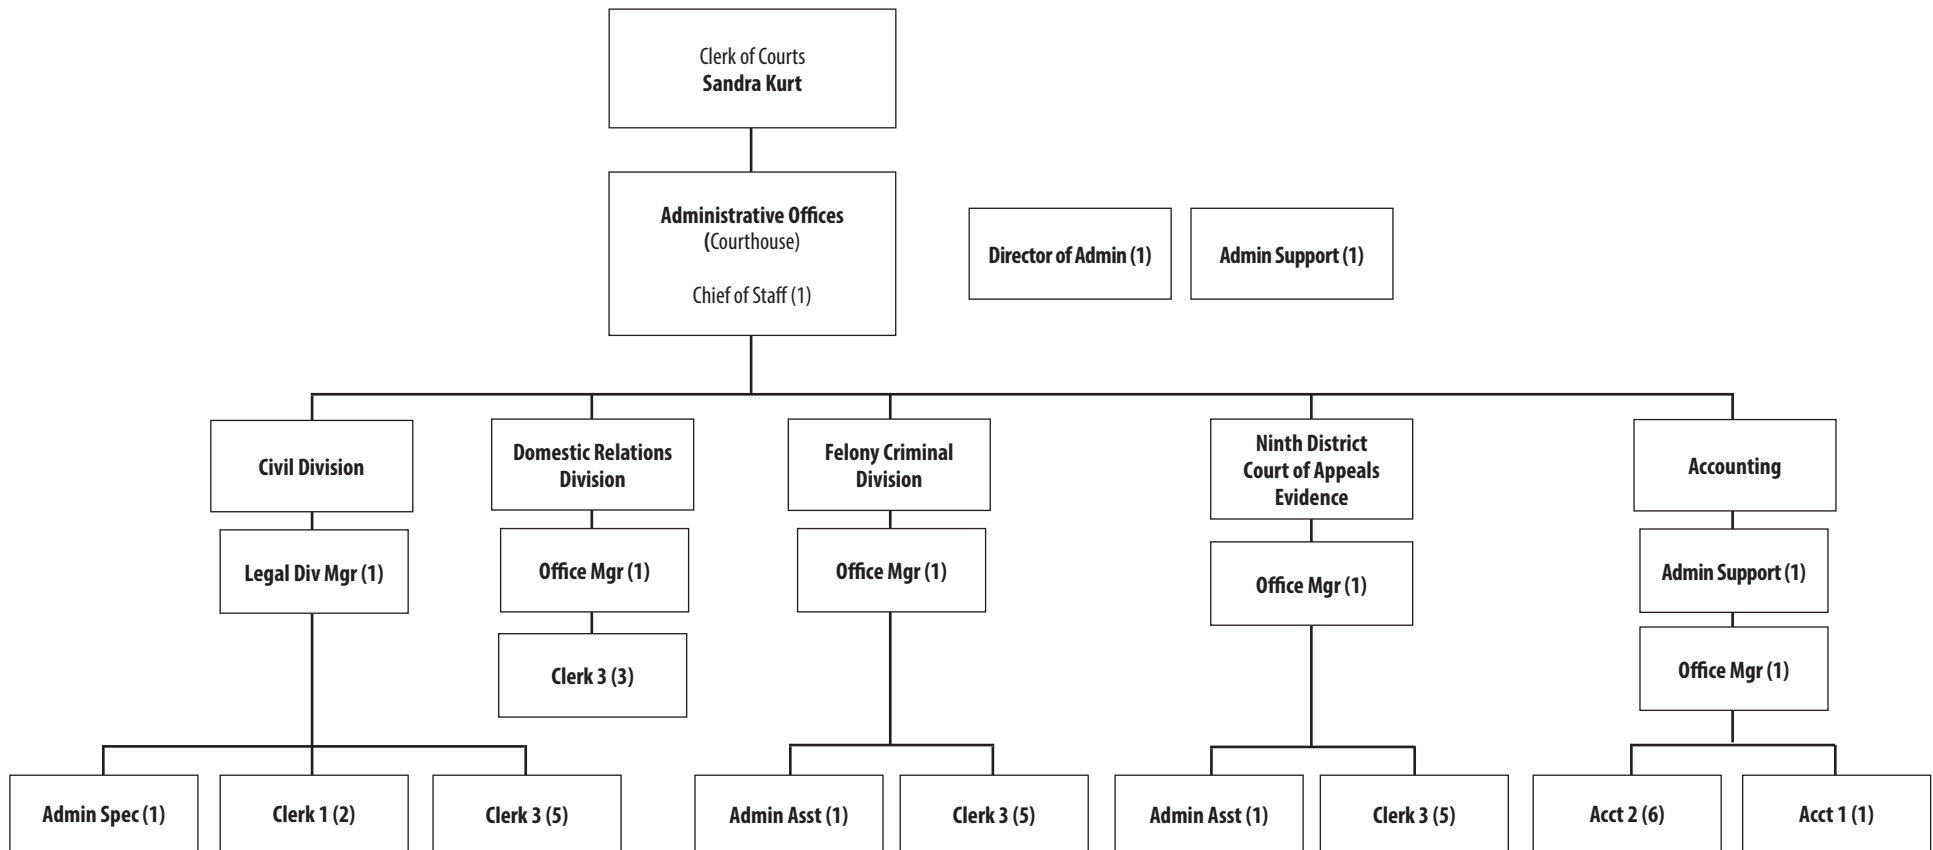 Clerk of Courts
Sandra Kurt
Administrative Offices
(Courthouse)
Chief of Staff (1)
Director of Admin (1)
Admin Support (1)
Civil Division
Domestic Relations
Division
Felony Criminal
Division
Ninth District
Court of Appeals
Evidence
Accounting
Legal Div Mgr (1)
Office Mgr (1)
Office Mgr (1)
Office Mgr (1)
Admin Support (1)
Clerk 3 (3)
Office Mgr (1)
Admin Spec (1)
Clerk 1 (2)
Clerk 3 (5)
Admin Asst (1)
Clerk 3 (5)
Admin Asst (1)
Clerk 3 (5)
Acct 2 (6)
Acct 1 (1)